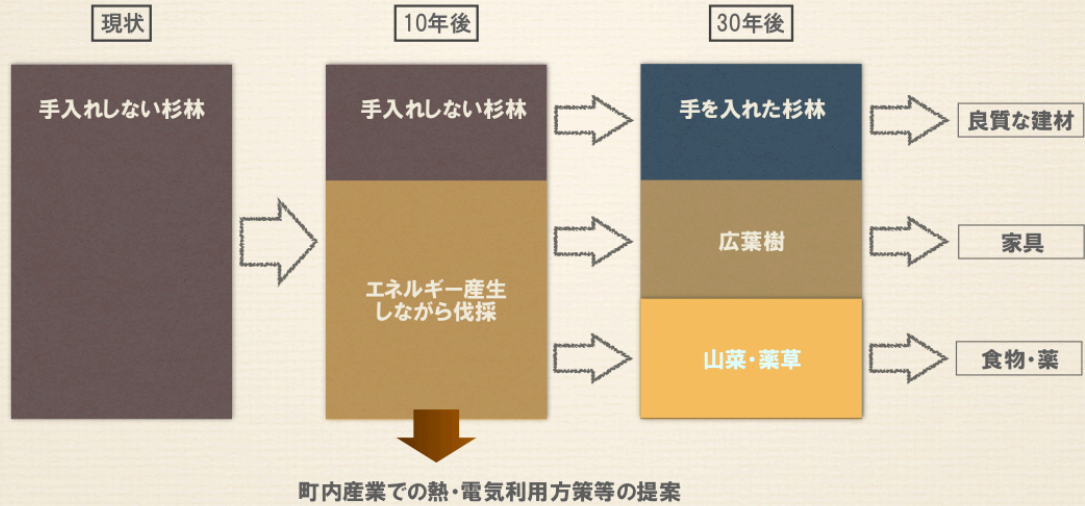 現状
10年後
30年後
手入れしない杉林
手入れしない杉林
手を入れた杉林
良質な建材
エネルギー産生
しながら伐採
広葉樹
家具
山菜・薬草
食物・薬
町内産業での熱・電気利用方策等の提案